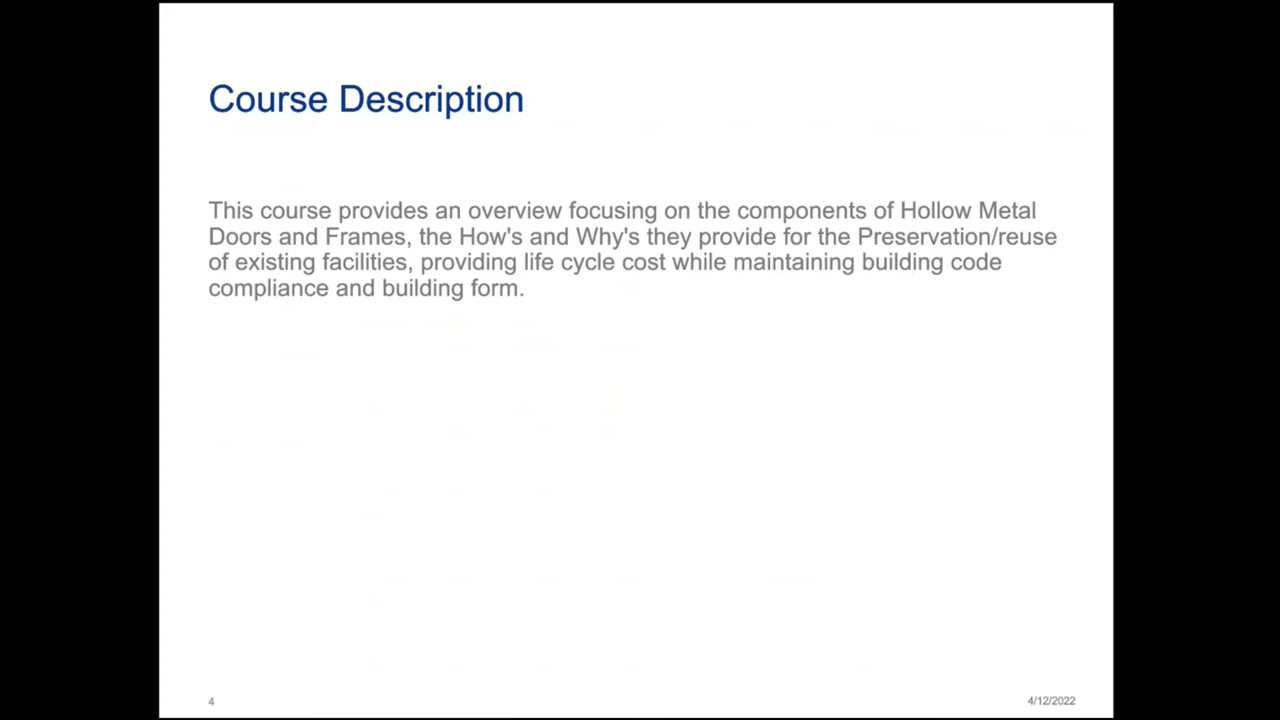 Course Description
This course provides an overview focusing on the components of Hollow Metal
Doors and Frames, the How's and Why's they provide for the Preservation/reuse
of existing facilities, providing life cycle cost while maintaining building code
compliance and building form.
4
4/12/2022